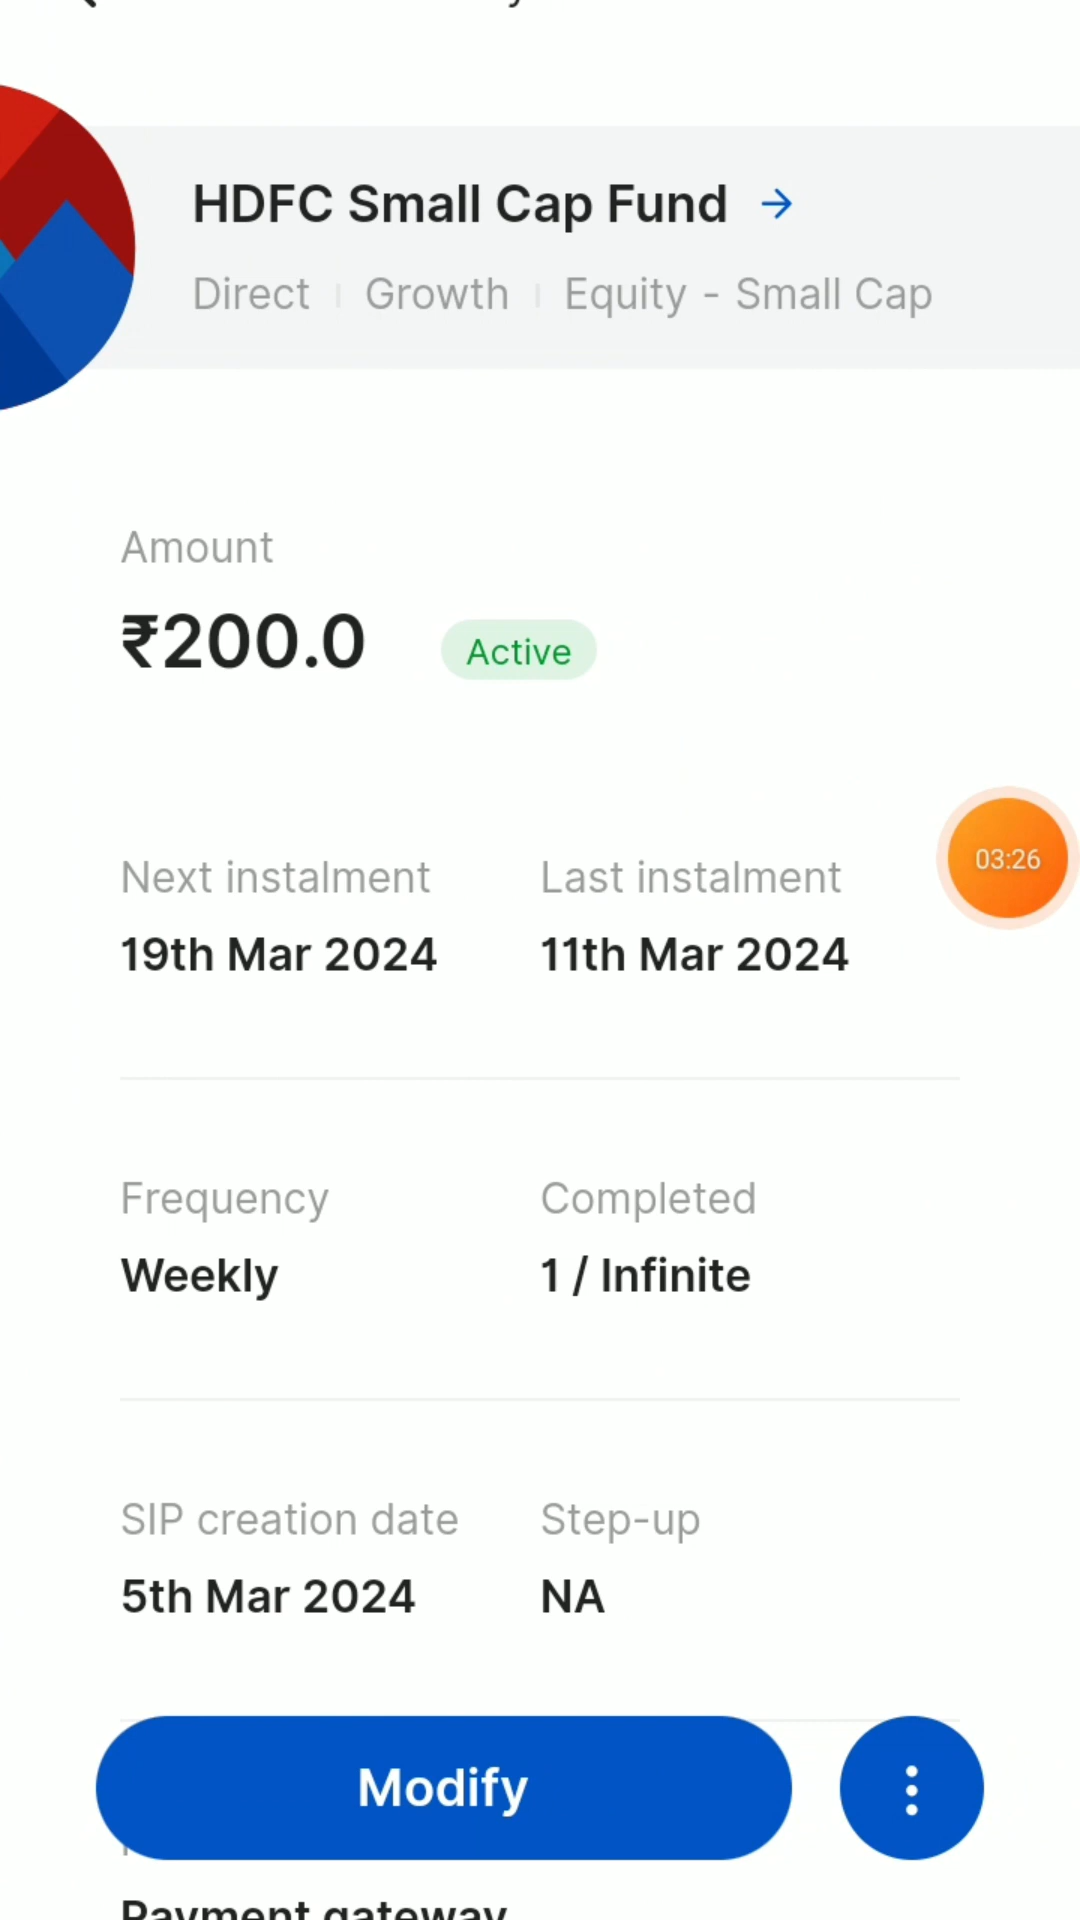 HDFC Small Cap Fund →
Direct | Growth | Equity - Small Cap
Amount
₹200.0 Active
03:26
Next instalment Last instalment
19th Mar 2024 11th Mar 2024
Frequency Completed
Weekly 1 / Infinite
SIP creation date Step-up
5th Mar 2024 NA
Modify
Payment gateway